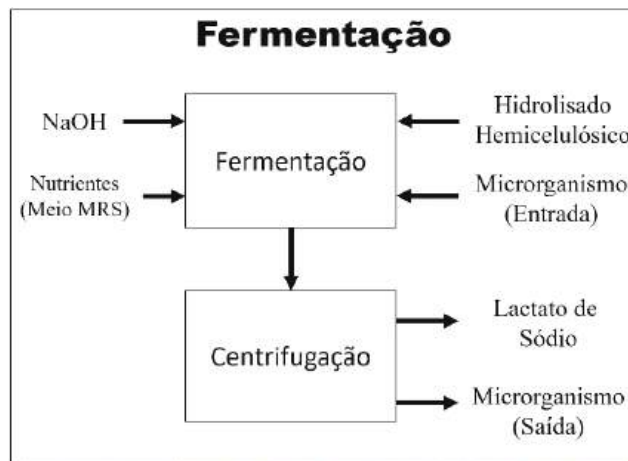 Fermentação
NaOH
Hidrolisado
Hemicelulósico
Fermentação
Nutrientes
(Meio MRS)
Microrganismo
(Entrada)
Lactato de
Sódio
Centrifugação
Microrganismo
(Saída)